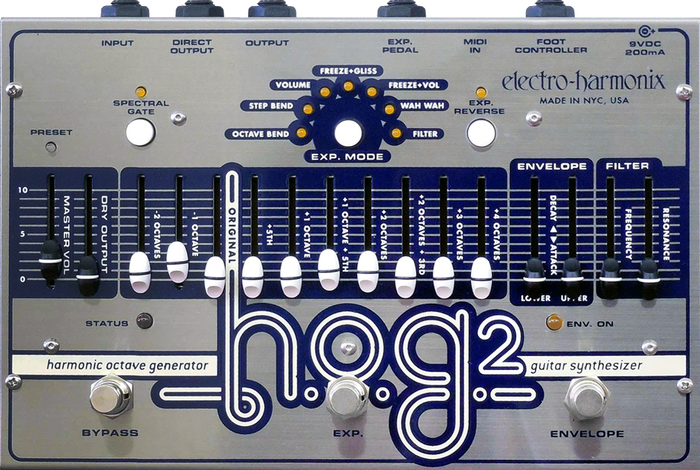 INPUT
DIRECT
OUTPUT
OUTPUT
EXP.
PEDAL
MIDI
IN
FOOT
CONTROLLER
9VDC
200mA
electro-harmonix
MADE IN NYC, USA
SPECTRAL
GATE
PRESET
FREEZE+GLISS
VOLUME
FREEZE+VOL
STEP BEND
WAH WAH
OCTAVE BEND
FILTER
EXP. MODE
EXP.
REVERSE
ENVELOPE
FILTER
10
5
0
MASTER VOL
DRY OUTPUT
-2 OCTAVES
-1 OCTAVE
ORIGINAL
+5TH
+1 OCTAVE
+1 OCTAVE + 5TH
+2 OCTAVES
+2 OCTAVES + 3RD
+3 OCTAVES
+4 OCTAVES
DECAY ▲ ▼ ATTACK
LOWER
UPPER
FREQUENCY
RESONANCE
STATUS
ENV. ON
harmonic octave generator
h.o.g2
guitar synthesizer
BYPASS
EXP.
ENVELOPE